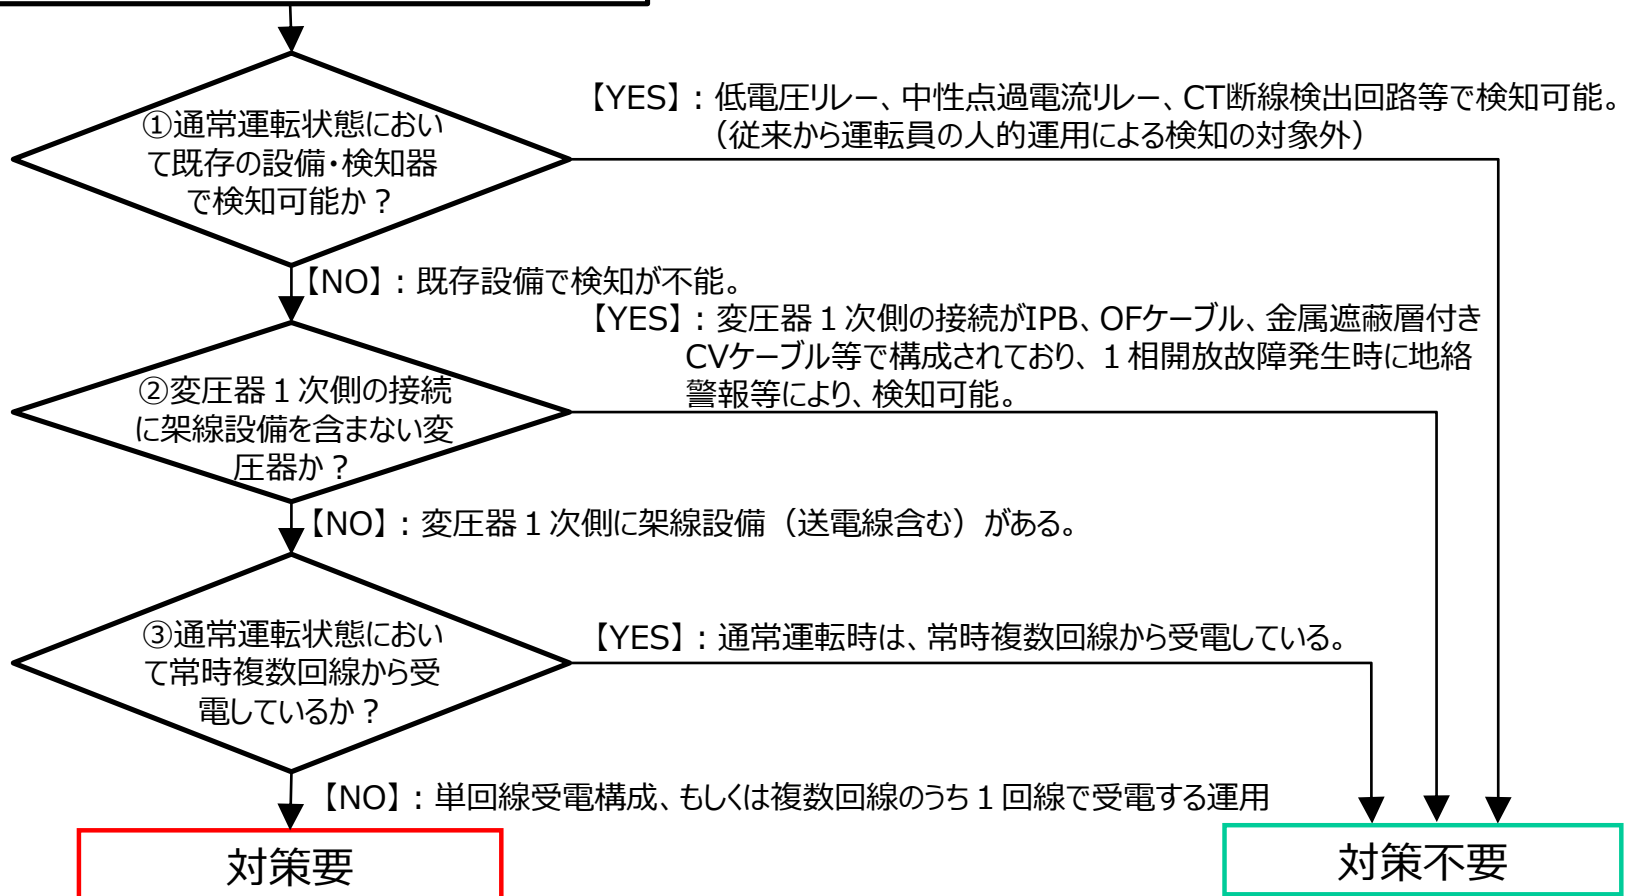 ①通常運転状態におい
て既存の設備・検知器
で検知可能か？
【YES】：低電圧リレー、中性点過電流リレー、CT断線検出回路等で検知可能。
（従来から運転員の人的運用による検知の対象外）
【NO】：既存設備で検知が不能。
【YES】：変圧器１次側の接続がIPB、OFケーブル、金属遮蔽層付き
CVケーブル等で構成されており、１相開放故障発生時に地絡
警報等により、検知可能。
②変圧器１次側の接続
に架線設備を含まない変
圧器か？
【NO】：変圧器１次側に架線設備（送電線含む）がある。
③通常運転状態におい
て常時複数回線から受
電しているか？
【YES】：通常運転時は、常時複数回線から受電している。
【NO】：単回線受電構成、もしくは複数回線のうち１回線で受電する運用
対策要
対策不要